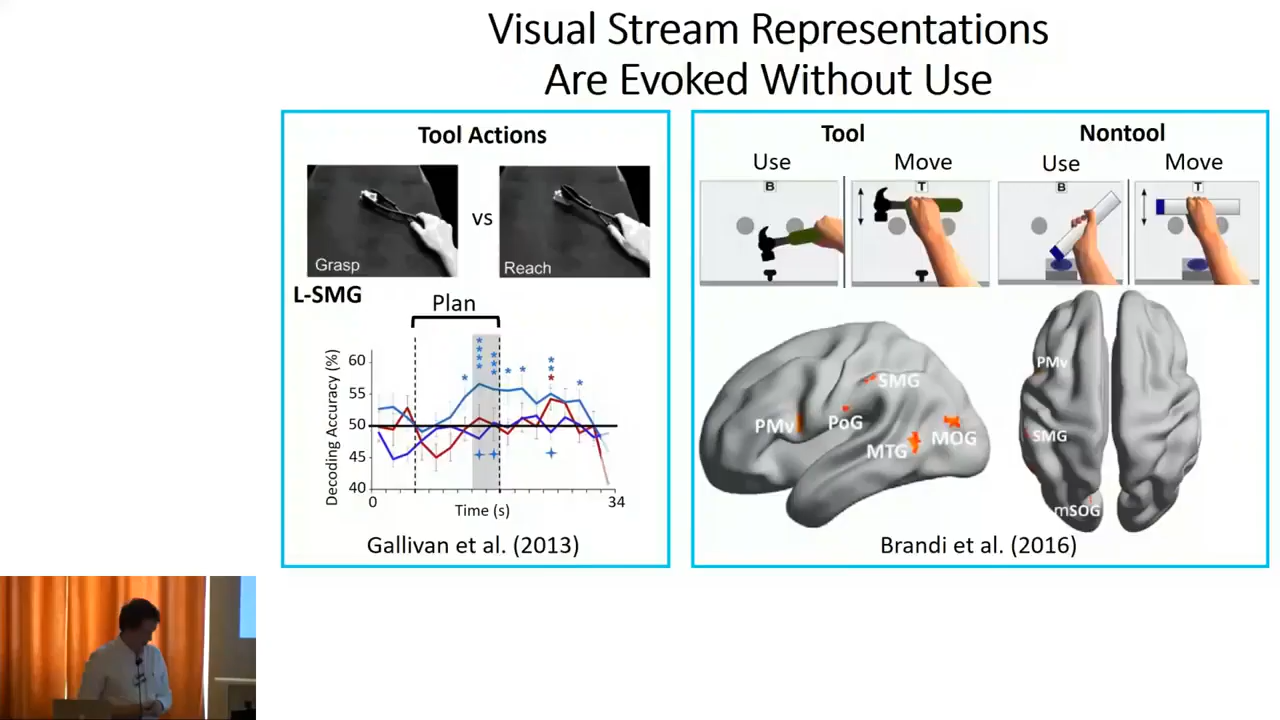 Visual Stream Representations
Are Evoked Without Use
Tool Actions
Grasp
vs
Reach
L-SMG
Plan
Decoding Accuracy (%)
60
55
50
45
40
0
34
Time (s)
Gallivan et al. (2013)
Tool
Nontool
Use
Move
Use
Move
B
T
B
T
PMv
SMG
PoG
MTG
MOG
PMv
SMG
mSOG
Brandi et al. (2016)